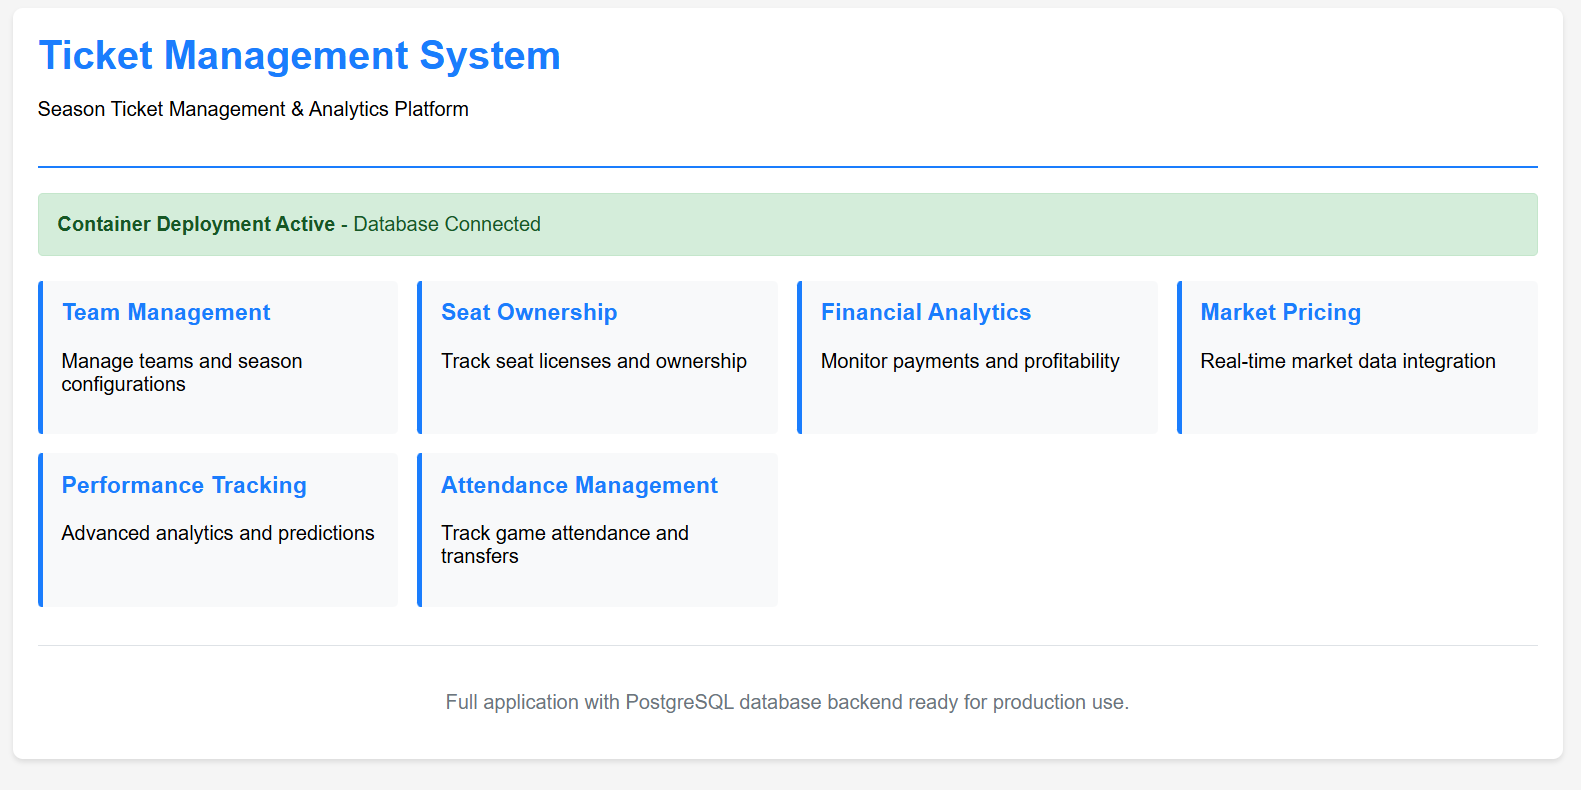 Ticket Management System
Season Ticket Management & Analytics Platform
Container Deployment Active - Database Connected
Team Management
Manage teams and season
configurations
Seat Ownership
Track seat licenses and ownership
Financial Analytics
Monitor payments and profitability
Market Pricing
Real-time market data integration
Performance Tracking
Advanced analytics and predictions
Attendance Management
Track game attendance and
transfers
Full application with PostgreSQL database backend ready for production use.